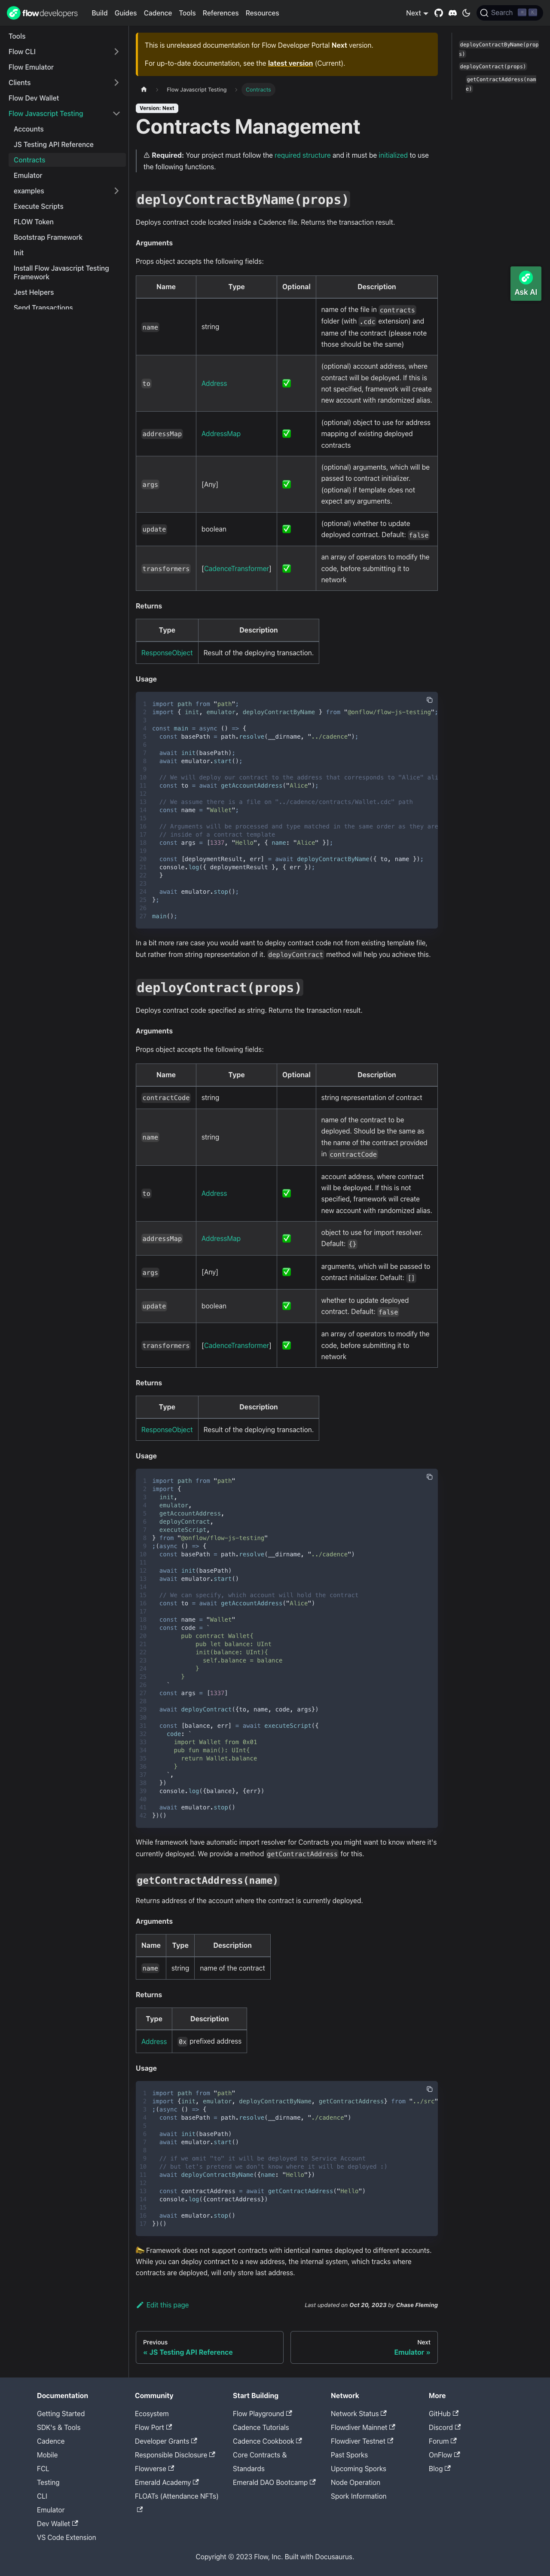 flowdevelopers
Build Guides Cadence Tools References Resources
Next
Search
Tools
Flow CLI
Flow Emulator
Clients
Flow Dev Wallet
Flow Javascript Testing
Accounts
JS Testing API Reference
Contracts
Emulator
examples
Execute Scripts
FLOW Token
Bootstrap Framework
Init
Install Flow Javascript Testing
Framework
Jest Helpers
Send Transactions
This is unreleased documentation for Flow Developer Portal Next version.
For up-to-date documentation, see the latest version (Current).
Flow Javascript Testing
Contracts
Version: Next
Contracts Management
⚠ Required: Your project must follow the required structure and it must be initialized to use
the following functions.
deployContractByName(props)
Deploys contract code located inside a Cadence file. Returns the transaction result.
Arguments
Props object accepts the following fields:
Name Type Optional Description
name string name of the file in contracts
folder (with .cdc extension) and
name of the contract (please note
those should be the same)
to Address ✅ (optional) account address, where
contract will be deployed. If this is
not specified, framework will create
new account with randomized alias.
addressMap AddressMap ✅ (optional) object to use for address
mapping of existing deployed
contracts
args [Any] ✅ (optional) arguments, which will be
passed to contract initializer.
(optional) if template does not
expect any arguments.
update boolean ✅ (optional) whether to update
deployed contract. Default: false
transformers [CadenceTransformer] ✅ an array of operators to modify the
code, before submitting it to
network
Returns
Type Description
ResponseObject Result of the deploying transaction.
Usage
import path from "path";
import { init, emulator, deployContractByName } from "@onflow/flow-js-testing";
const main = async () => {
const basePath = path.resolve(__dirname, "../cadence");
await init(basePath);
await emulator.start();
// We will deploy our contract to the address that corresponds to "Alice" ali
const to = await getAccountAddress("Alice");
// We assume there is a file on "../cadence/contracts/Wallet.cdc" path
const name = "Wallet";
// Arguments will be processed and type matched in the same order as they are
// inside of a contract template
const args = [1337, "Hello", { name: "Alice" }];
const [deploymentResult, err] = await deployContractByName({ to, name });
console.log({ deploymentResult }, { err });
}
await emulator.stop();
};
main();
In a bit more rare case you would want to deploy contract code not from existing template file,
but rather from string representation of it. deployContract method will help you achieve this.
deployContract(props)
Deploys contract code specified as string. Returns the transaction result.
Arguments
Props object accepts the following fields:
Name Type Optional Description
contractCode string string representation of contract
name string name of the contract to be
deployed. Should be the same as
the name of the contract provided
in contractCode
to Address ✅ account address, where contract
will be deployed. If this is not
specified, framework will create
new account with randomized alias.
addressMap AddressMap ✅ object to use for import resolver.
Default: {}
args [Any] ✅ arguments, which will be passed to
contract initializer. Default: []
update boolean ✅ whether to update deployed
contract. Default: false
transformers [CadenceTransformer] ✅ an array of operators to modify the
code, before submitting it to
network
Returns
Type Description
ResponseObject Result of the deploying transaction.
Usage
import path from "path"
import {
init,
emulator,
getAccountAddress,
deployContract,
executeScript,
} from "@onflow/flow-js-testing"
;(async () => {
const basePath = path.resolve(__dirname, "../cadence")
await init(basePath)
await emulator.start()
// We can specify, which account will hold the contract
const to = await getAccountAddress("Alice")
const name = "Wallet"
const code = `
pub contract Wallet{
pub let balance: UInt
init(balance: UInt){
self.balance = balance
}
}
`
const args = [1337]
await deployContract({to, name, code, args})
const [balance, err] = await executeScript({
code: `
import Wallet from 0x01
pub fun main(): UInt{
return Wallet.balance
}
`,
})
console.log({balance}, {err})
await emulator.stop()
})()
While framework have automatic import resolver for Contracts you might want to know where it's
currently deployed. We provide a method getContractAddress for this.
getContractAddress(name)
Returns address of the account where the contract is currently deployed.
Arguments
Name Type Description
name string name of the contract
Returns
Type Description
Address 0x prefixed address
Usage
import path from "path"
import {init, emulator, deployContractByName, getContractAddress} from "../src"
;(async () => {
const basePath = path.resolve(__dirname, "./cadence")
await init(basePath)
await emulator.start()
// if we omit "to" it will be deployed to Service Account
// but let's pretend we don't know where it will be deployed :)
await deployContractByName({name: "Hello"})
const contractAddress = await getContractAddress("Hello")
console.log({contractAddress})
await emulator.stop()
})()
Framework does not support contracts with identical names deployed to different accounts.
While you can deploy contract to a new address, the internal system, which tracks where
contracts are deployed, will only store last address.
Edit this page
Last updated on Oct 20, 2023 by Chase Fleming
Previous
« JS Testing API Reference
Next
Emulator »
deployContractByName(prop
s)
deployContract(props)
getContractAddress(nam
e)
Ask AI
Documentation
Getting Started
SDK's & Tools
Cadence
Mobile
FCL
Testing
CLI
Emulator
Dev Wallet
VS Code Extension
Community
Ecosystem
Flow Port
Developer Grants
Responsible Disclosure
Flowverse
Emerald Academy
FLOATs (Attendance NFTs)
Start Building
Flow Playground
Cadence Tutorials
Cadence Cookbook
Core Contracts &
Standards
Emerald DAO Bootcamp
Network
Network Status
Flowdiver Mainnet
Flowdiver Testnet
Past Sporks
Upcoming Sporks
Node Operation
Spork Information
More
GitHub
Discord
Forum
OnFlow
Blog
Copyright © 2023 Flow, Inc. Built with Docusaurus.